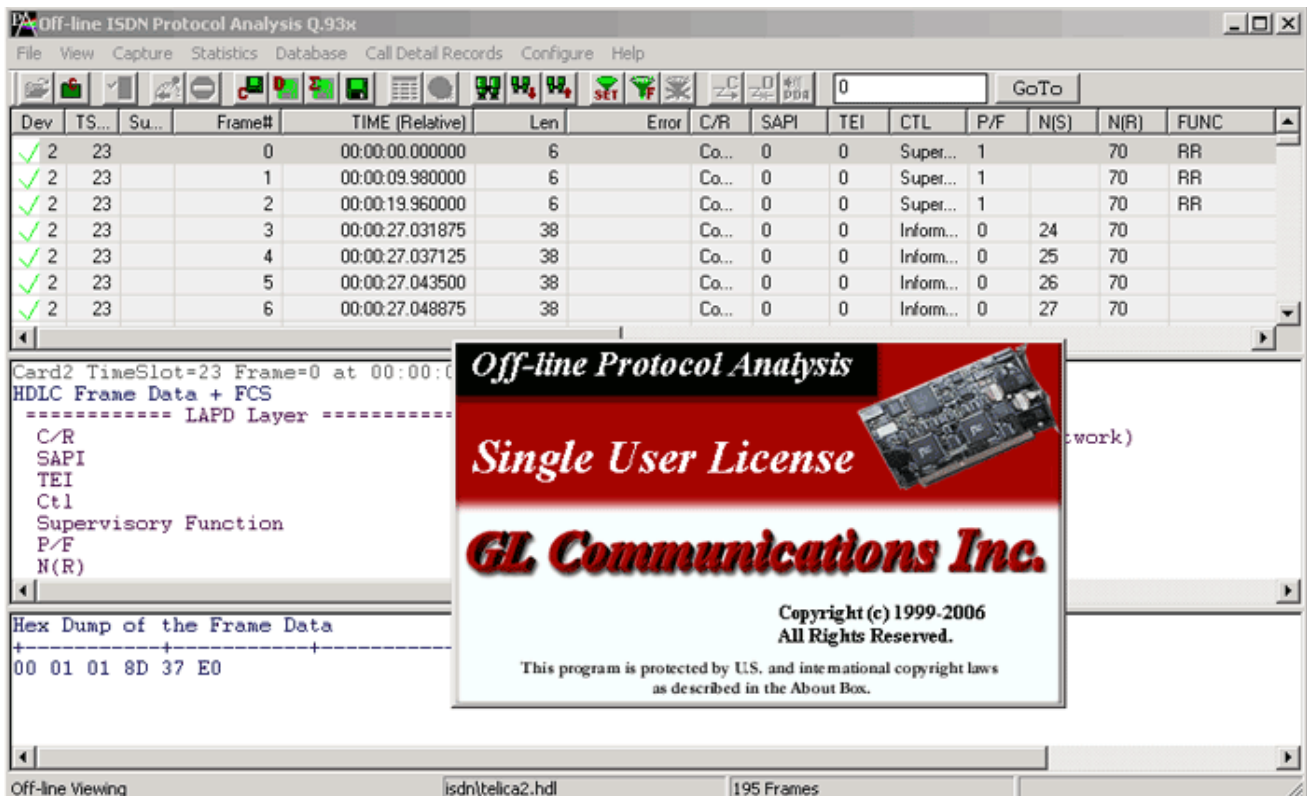 Off-line ISDN Protocol Analysis Q.93x
File View Capture Statistics Database Call Detail Records Configure Help
0 GoTo
Dev TS... Su... Frame# TIME (Relative) Len Error C/R SAPI TEI CTL P/F N(S) N(R) FUNC
2 23 0 00:00:00.000000 6 Co... 0 0 Super... 1 70 RR
2 23 1 00:00:09.980000 6 Co... 0 0 Super... 1 70 RR
2 23 2 00:00:19.960000 6 Co... 0 0 Super... 1 70 RR
2 23 3 00:00:27.031875 38 Co... 0 0 Inform... 0 24 70
2 23 4 00:00:27.037125 38 Co... 0 0 Inform... 0 25 70
2 23 5 00:00:27.043500 38 Co... 0 0 Inform... 0 26 70
2 23 6 00:00:27.048875 38 Co... 0 0 Inform... 0 27 70
Card2 TimeSlot=23 Frame=0 at 00:00:0
HDLC Frame Data + FCS
============ LAPD Layer ============
C/R
SAPI
TEI
Ctl
Supervisory Function
P/F
N(R)
twork)
Off-line Protocol Analysis
Single User License
GL Communications Inc.
Copyright (c) 1999-2006
All Rights Reserved.
This program is protected by U.S. and international copyright laws
as described in the About Box.
Hex Dump of the Frame Data
+-----------+-----------+------------
00 01 01 8D 37 E0
Off-line Viewing isdn\telica2.hdl 195 Frames